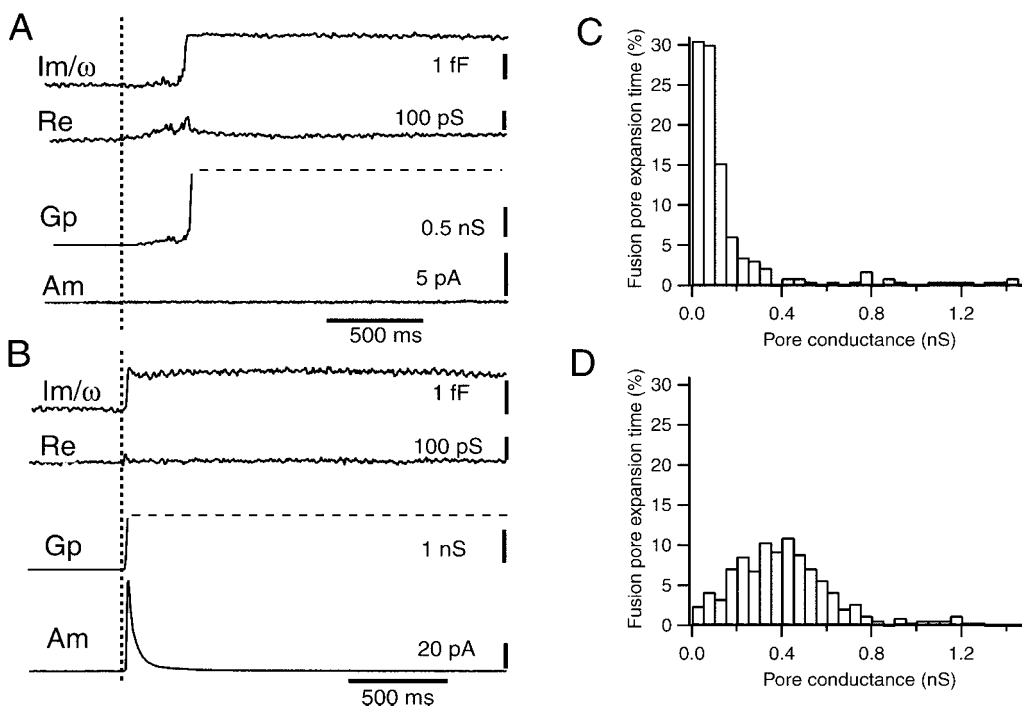 A
Im/ω
1 fF
Re
100 pS
Gp
0.5 nS
Am
5 pA
500 ms
B
Im/ω
1 fF
Re
100 pS
Gp
1 nS
Am
20 pA
500 ms
C
Fusion pore expansion time (%)
30
25
20
15
10
5
0
0.0 0.4 0.8 1.2
Pore conductance (nS)
D
Fusion pore expansion time (%)
30
25
20
15
10
5
0
0.0 0.4 0.8 1.2
Pore conductance (nS)